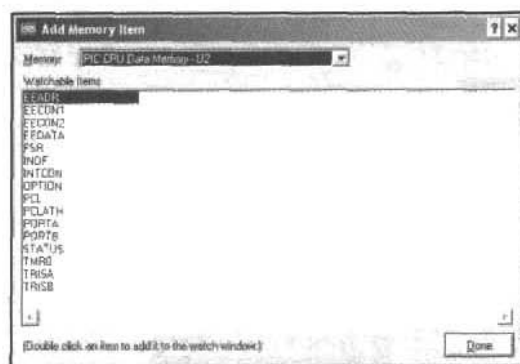 Add Memory Item
Memory: PIC CPU Data Memory - U2
Watchable Items
EEADR
EECON1
EECON2
EEDATA
FSR
INDF
INTCON
OPTION
PCL
PCLATH
PORTA
PORTB
STATUS
TMR0
TRISA
TRISB
(Double click an item to add it to the watch window.)
Done